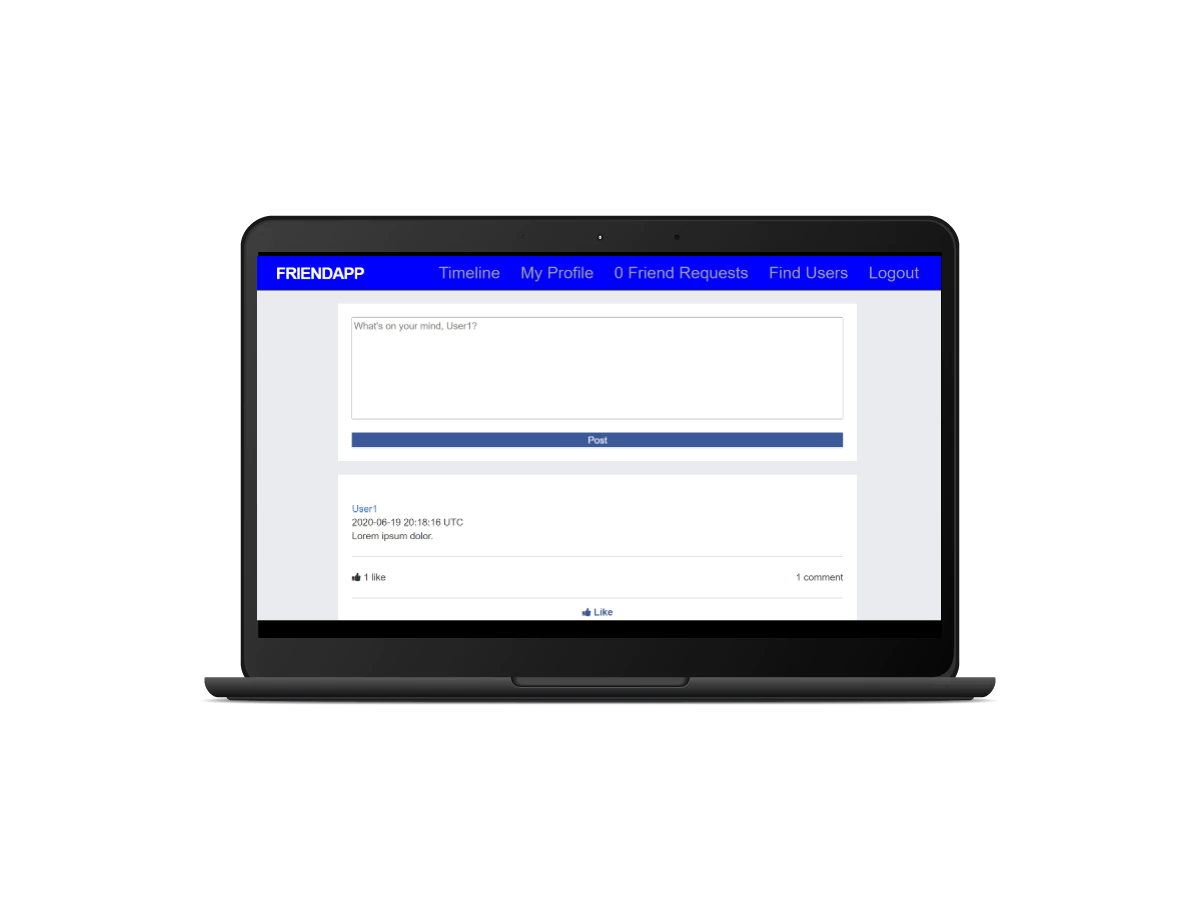 FRIENDAPP Timeline My Profile 0 Friend Requests Find Users Logout
What's on your mind, User1?
Post
User1
2020-06-19 20:18:16 UTC
Lorem ipsum dolor.
1 like 1 comment
Like